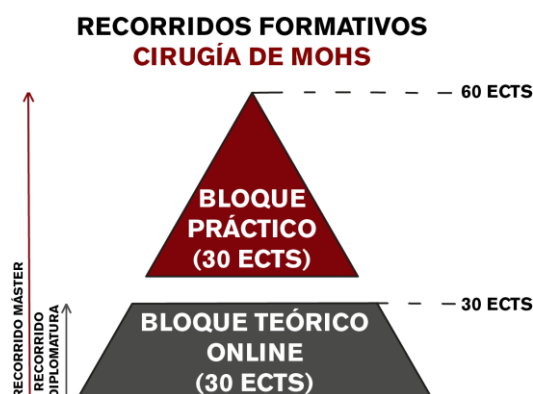 RECORRIDOS FORMATIVOS
CIRUGÍA DE MOHS
60 ECTS
BLOQUE
PRÁCTICO
(30 ECTS)
30 ECTS
BLOQUE TEÓRICO
ONLINE
(30 ECTS)
RECORRIDO MÁSTER
RECORRIDO
DIPLOMATURA